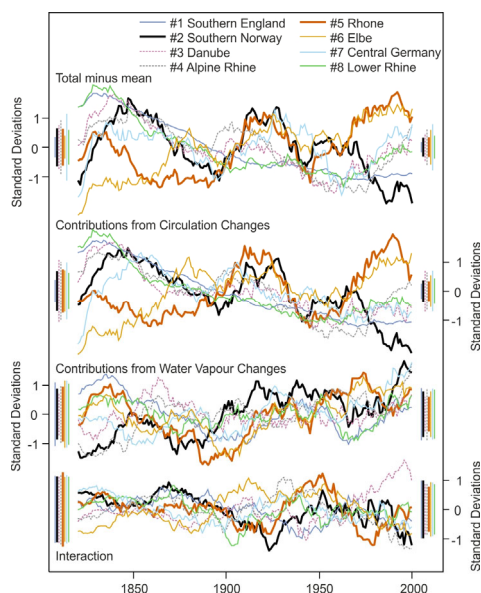 #1 Southern England
#2 Southern Norway
#3 Danube
#4 Alpine Rhine
#5 Rhone
#6 Elbe
#7 Central Germany
#8 Lower Rhine
Total minus mean
Standard Deviations
1
0
-1
Contributions from Circulation Changes
Standard Deviations
1
0
-1
Contributions from Water Vapour Changes
Standard Deviations
1
0
-1
Interaction
Standard Deviations
1
0
-1
1850
1900
1950
2000